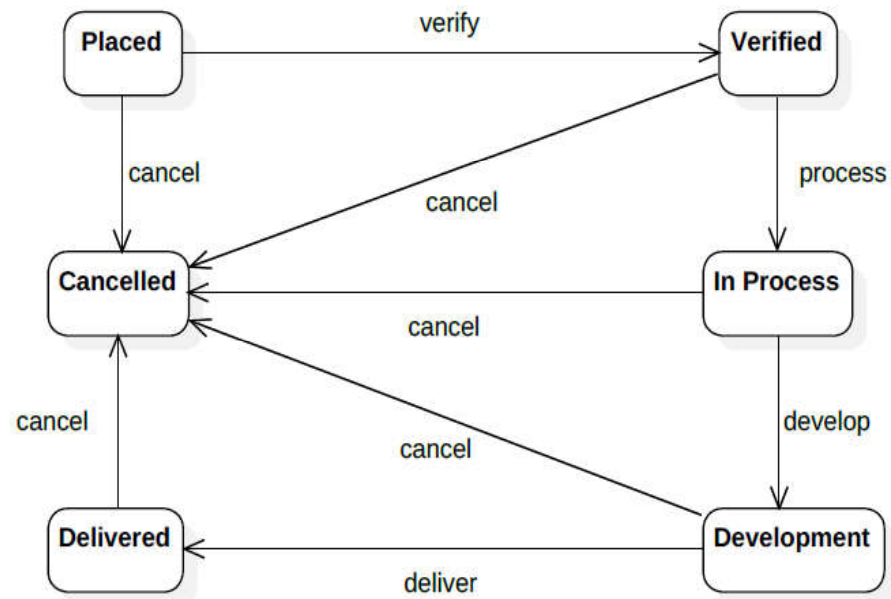 verify
Placed
Verified
cancel
process
cancel
Cancelled
In Process
cancel
cancel
develop
cancel
Delivered
Development
deliver